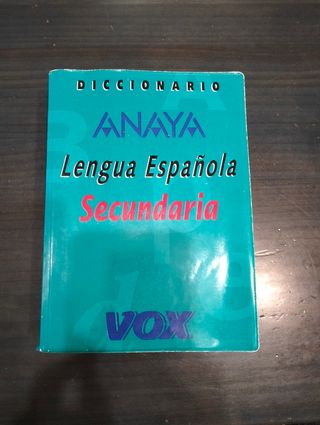 DICCIONARIO
ANAYA
Lengua Española
Secundaria
VOX